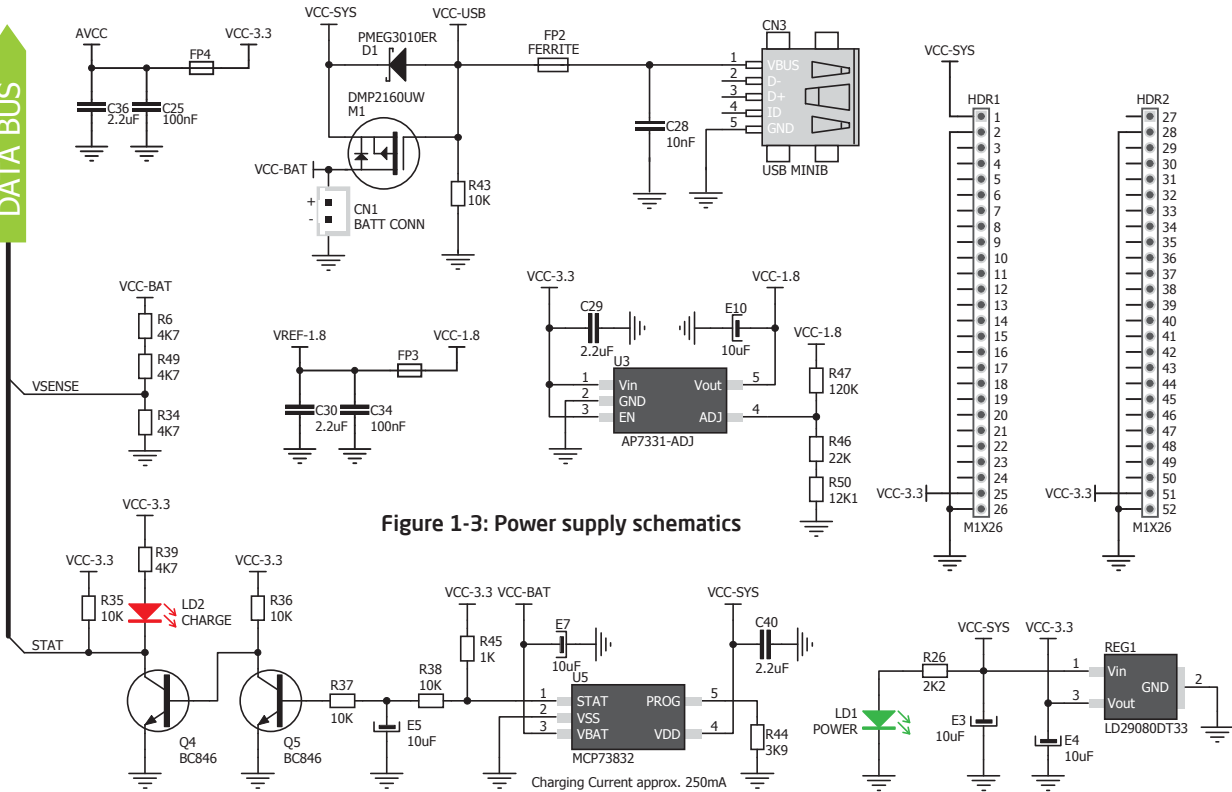 DATA BUS
AVCC
VCC-3.3
FP4
C36
2.2uF
C25
100nF
VCC-SYS
VCC-USB
PMEG3010ER
D1
DMP2160UW
M1
VCC-BAT
+
-
CN1
BATT CONN
R43
10K
FP2
FERRITE
C28
10nF
CN3
1
2
3
4
5
VBUS
D-
D+
ID
GND
USB MINIB
VCC-SYS
HDR1
1
2
3
4
5
6
7
8
9
10
11
12
13
14
15
16
17
18
19
20
21
22
23
24
25
26
VCC-3.3
M1X26
HDR2
27
28
29
30
31
32
33
34
35
36
37
38
39
40
41
42
43
44
45
46
47
48
49
50
51
52
VCC-3.3
M1X26
VCC-BAT
R6
4K7
R49
4K7
VSENSE
R34
4K7
VREF-1.8
VCC-1.8
FP3
C30
2.2uF
C34
100nF
VCC-3.3
C29
2.2uF
E10
10uF
VCC-1.8
U3
1
2
3
Vin
GND
EN
Vout
ADJ
5
4
AP7331-ADJ
VCC-1.8
R47
120K
R46
22K
R50
12K1
Figure 1-3: Power supply schematics
VCC-3.3
R39
4K7
VCC-3.3
R35
10K
LD2
CHARGE
VCC-3.3
R36
10K
STAT
Q4
BC846
Q5
BC846
R37
10K
R38
10K
E5
10uF
VCC-3.3
R45
1K
VCC-BAT
E7
10uF
U5
1
2
3
STAT
VSS
VBAT
PROG
VDD
5
4
MCP73832
VCC-SYS
C40
2.2uF
R44
3K9
Charging Current approx. 250mA
VCC-SYS
VCC-3.3
R26
2K2
LD1
POWER
E3
10uF
E4
10uF
REG1
1
3
Vin
GND
Vout
2
LD29080DT33